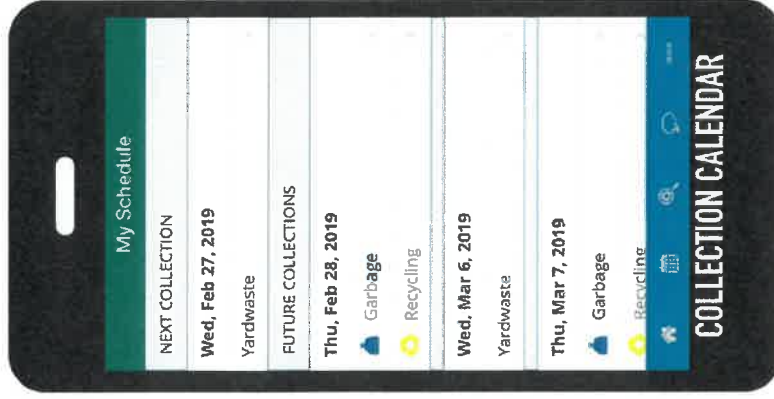 My Schedule
NEXT COLLECTION
Wed, Feb 27, 2019
Yardwaste
FUTURE COLLECTIONS
Thu, Feb 28, 2019
Garbage
Recycling
Wed, Mar 6, 2019
Yardwaste
Thu, Mar 7, 2019
Garbage
Recycling
COLLECTION CALENDAR